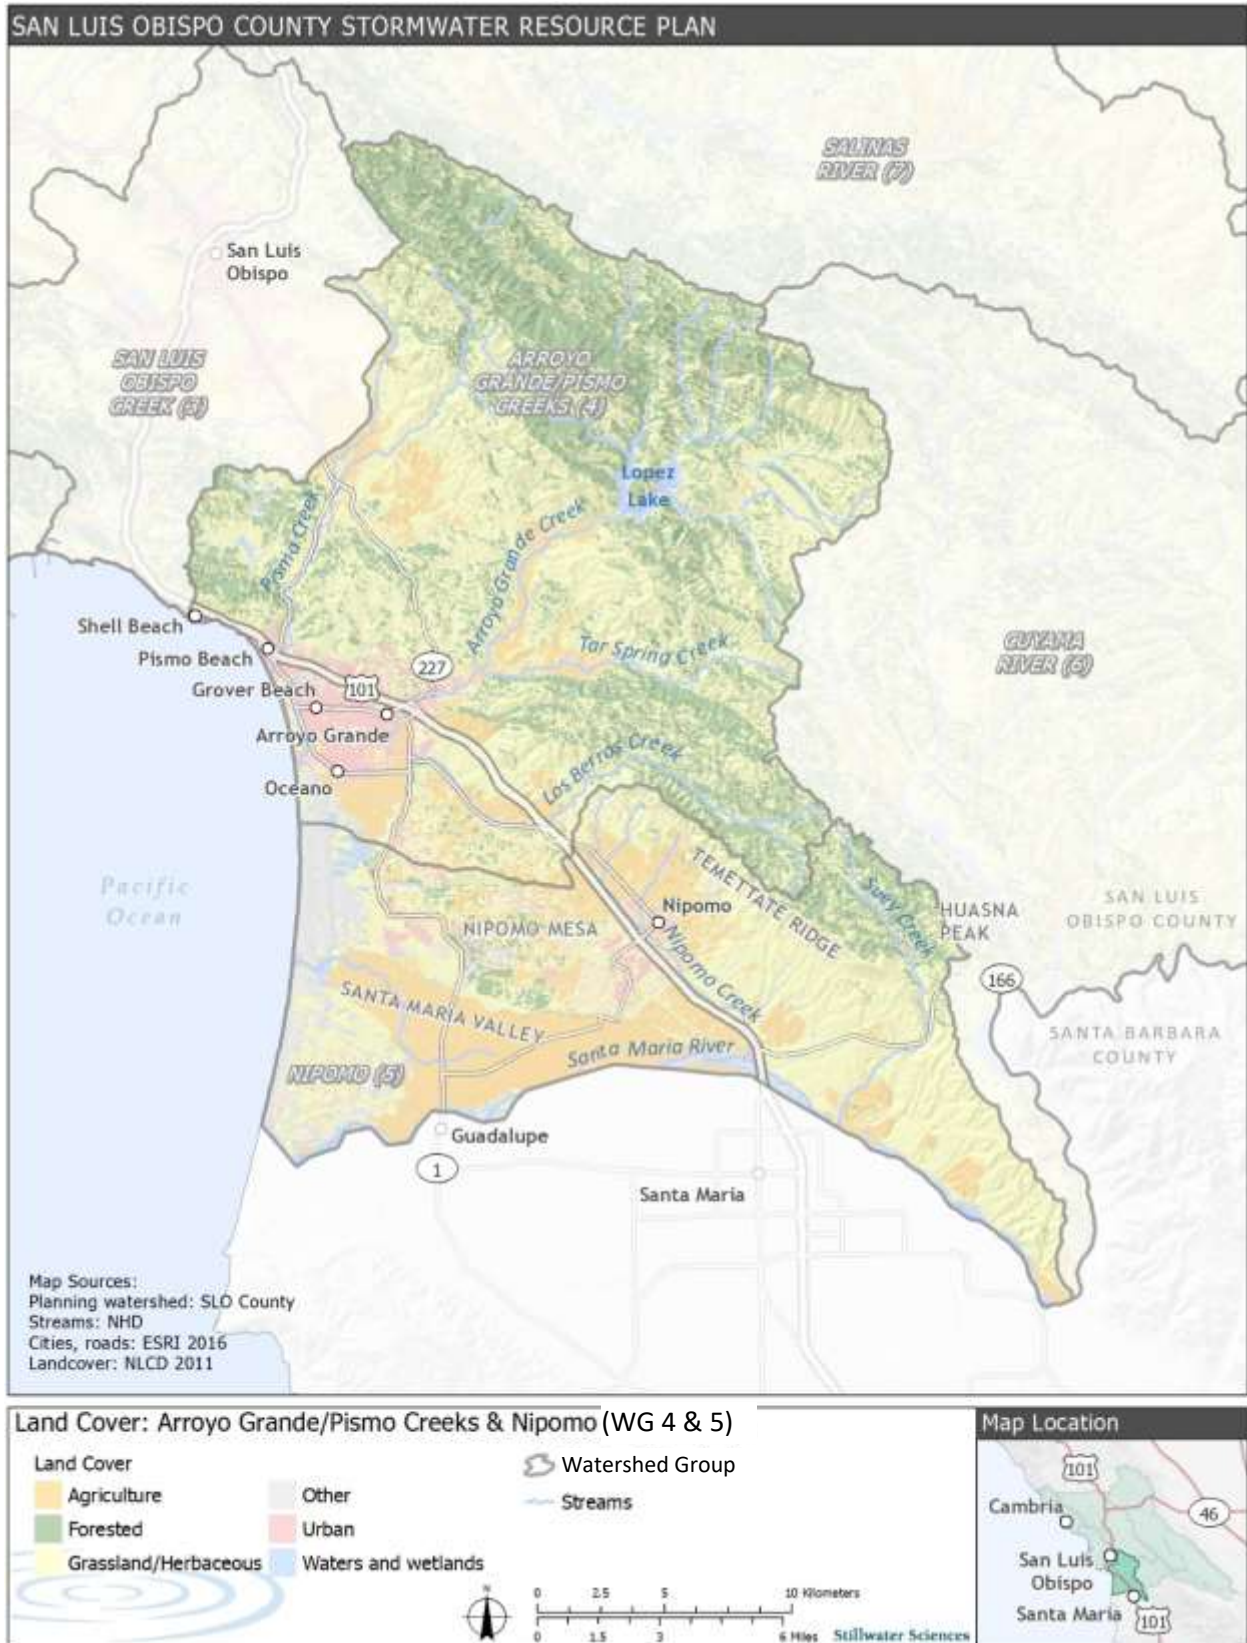 SAN LUIS OBISPO COUNTY STORMWATER RESOURCE PLAN
SALINAS
RIVER (7)
San Luis
Obispo
SAN LUIS
OBISPO
CREEK (3)
ARROYO
GRANDE/PISMO
CREEKS (4)
Lopez
Lake
Pismo Creek
Arroyo Grande Creek
Shell Beach
Tar Spring Creek
CUYAMA
RIVER (6)
Pismo Beach
227
Grover Beach
101
Arroyo Grande
Los Berros Creek
Oceano
TEMETTATE RIDGE
Pacific
Ocean
Suey Creek
Nipomo
HUASNA
PEAK
SAN LUIS
OBISPO COUNTY
NIPOMO MESA
Nipomo Creek
166
SANTA MARIA VALLEY
SANTA BARBARA
COUNTY
Santa Maria River
NIPOMO (5)
Guadalupe
1
Santa Maria
Map Sources:
Planning watershed: SLO County
Streams: NHD
Cities, roads: ESRI 2016
Landcover: NLCD 2011
Land Cover: Arroyo Grande/Pismo Creeks & Nipomo (WG 4 & 5)
Land Cover
Agriculture
Forested
Grassland/Herbaceous
Other
Urban
Waters and wetlands
Watershed Group
Streams
N
0 2.5 5 10 Kilometers
0 1.5 3 6 Miles
Stillwater Sciences
Map Location
101
Cambria
46
San Luis
Obispo
Santa Maria
101